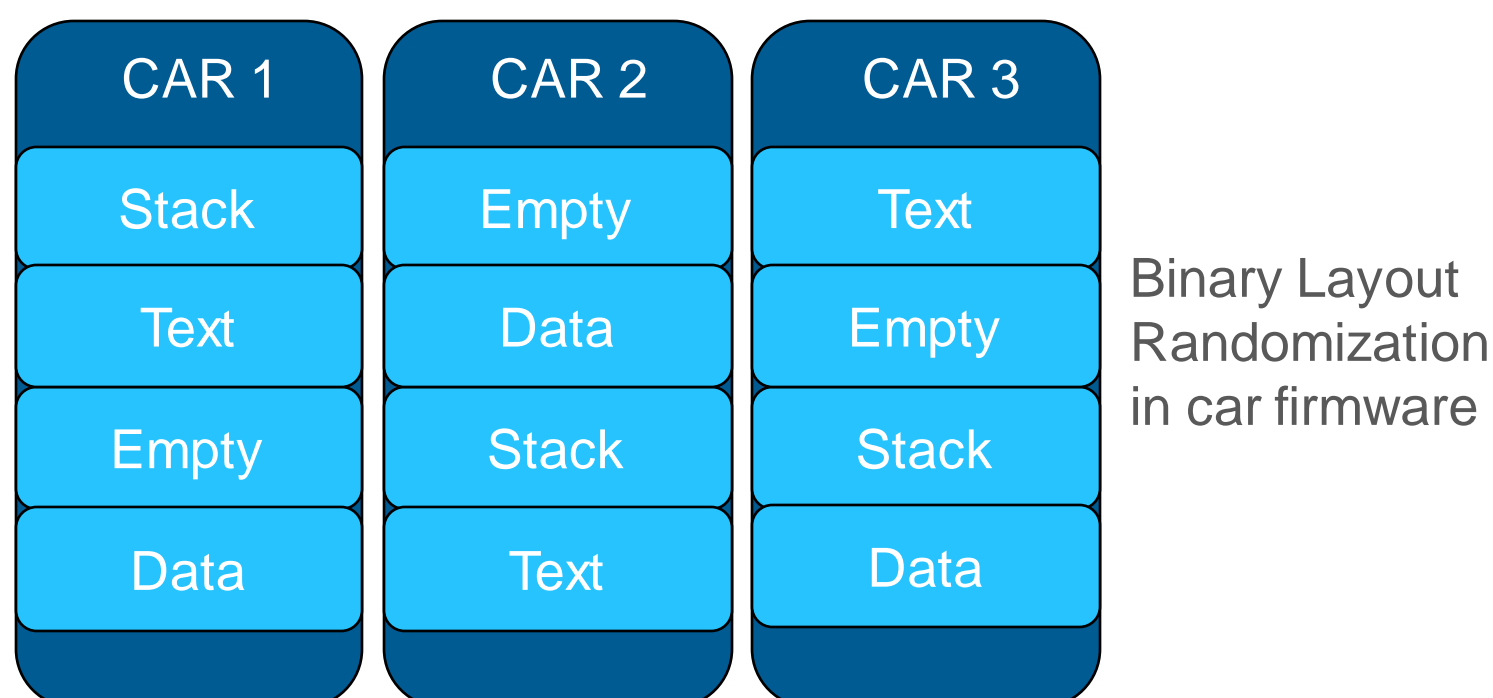 CAR 1
Stack
Text
Empty
Data
CAR 2
Empty
Data
Stack
Text
CAR 3
Text
Empty
Stack
Data
Binary Layout
Randomization
in car firmware